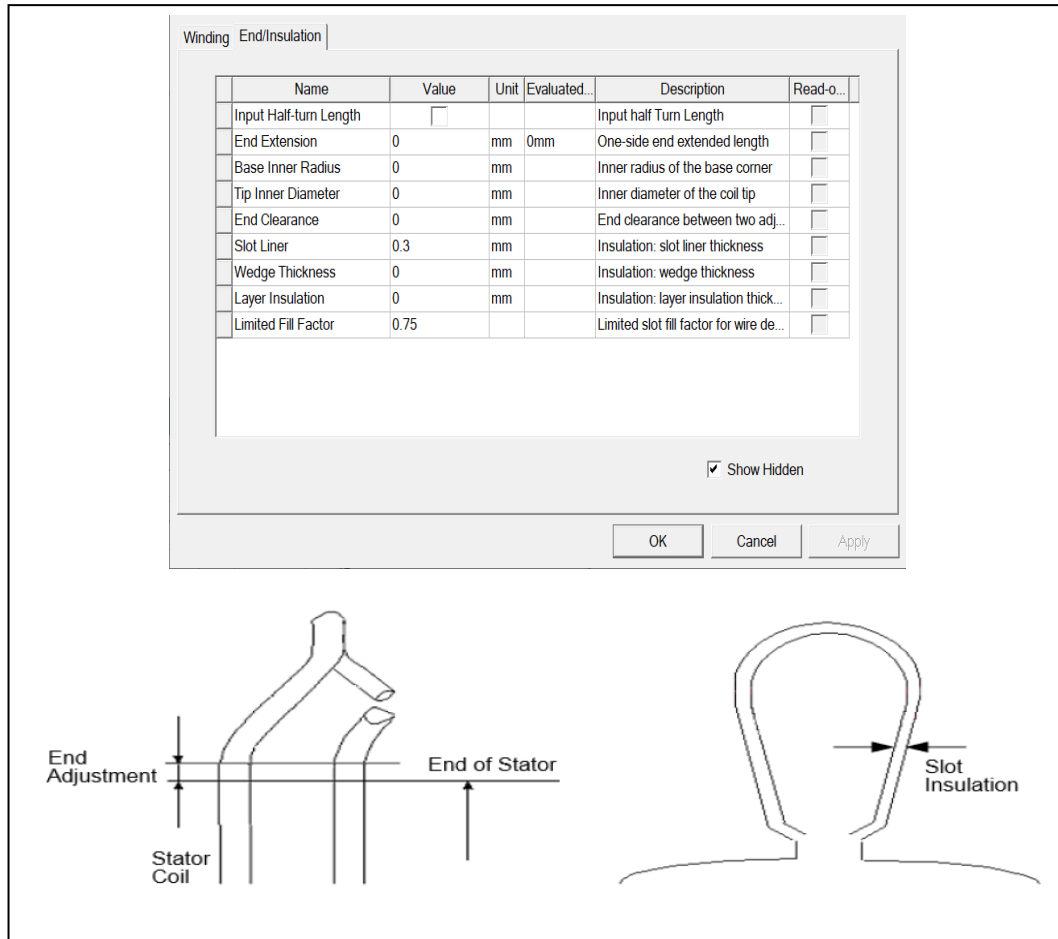 Winding End/Insulation
Name Value Unit Evaluated... Description Read-o...
Input Half-turn Length Input half Turn Length
End Extension 0 mm 0mm One-side end extended length
Base Inner Radius 0 mm Inner radius of the base corner
Tip Inner Diameter 0 mm Inner diameter of the coil tip
End Clearance 0 mm End clearance between two adj...
Slot Liner 0.3 mm Insulation: slot liner thickness
Wedge Thickness 0 mm Insulation: wedge thickness
Layer Insulation 0 mm Insulation: layer insulation thick...
Limited Fill Factor 0.75 Limited slot fill factor for wire de...
Show Hidden
OK Cancel Apply
End
Adjustment
End of Stator
Stator
Coil
Slot
Insulation